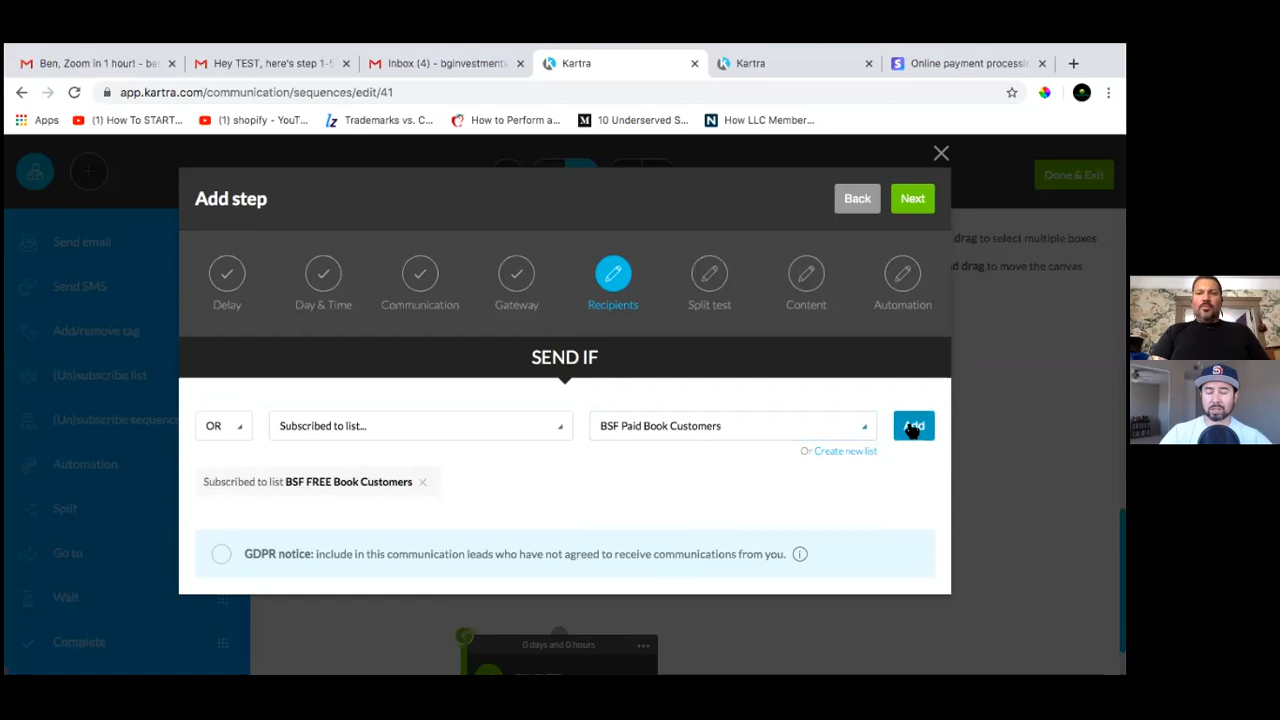 Ben, Zoom in 1 hour! - be
Hey TEST, here's step 1-5
Inbox (4) - bginvestments
Kartra
Kartra
Online payment processi
app.kartra.com/communication/sequences/edit/41
Apps
(1) How To START...
(1) shopify - YouT...
Trademarks vs. C...
How to Perform a...
10 Underserved S...
How LLC Member...
Done & Exit
Add step
Back
Next
Delay
Day & Time
Communication
Gateway
Recipients
Split test
Content
Automation
SEND IF
OR
Subscribed to list...
BSF Paid Book Customers
Add
Or Create new list
Subscribed to list BSF FREE Book Customers
GDPR notice: include in this communication leads who have not agreed to receive communications from you.
Send email
Send SMS
Add/remove tag
(Un)subscribe list
(Un)subscribe sequence
Automation
Split
Go to
Wait
Complete
drag to select multiple boxes
d drag to move the canvas
0 days and 0 hours